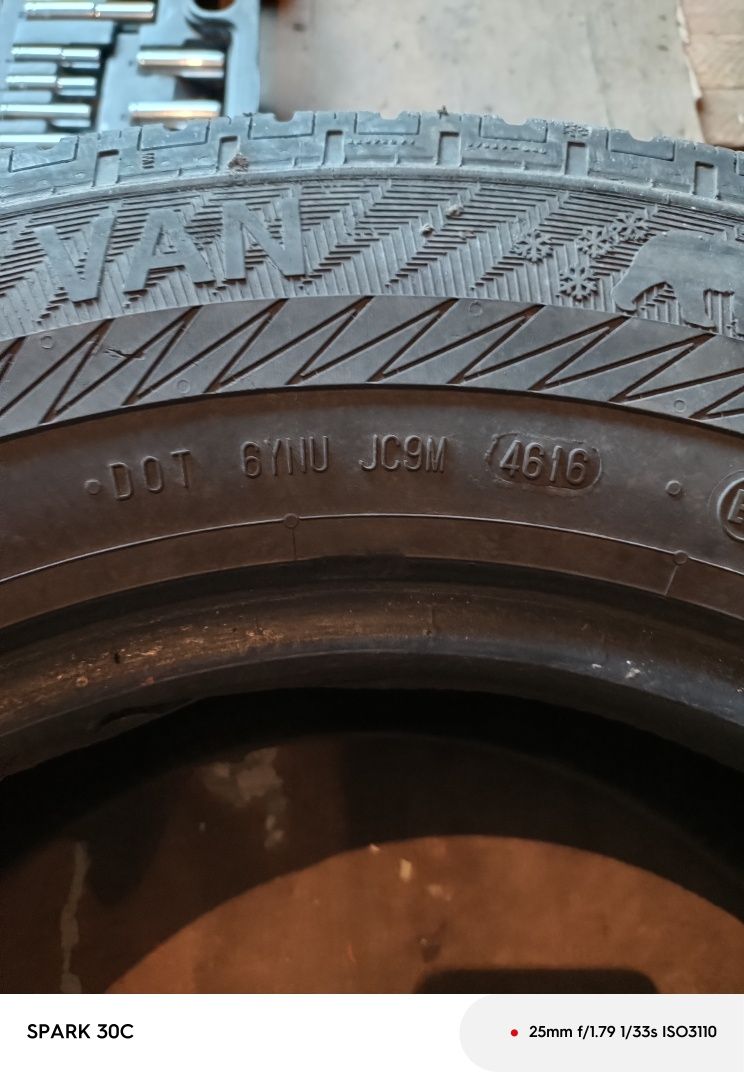 VAN
DOT 6YNU JC9M 4616
E
SPARK 30C
25mm f/1.79 1/33s ISO3110